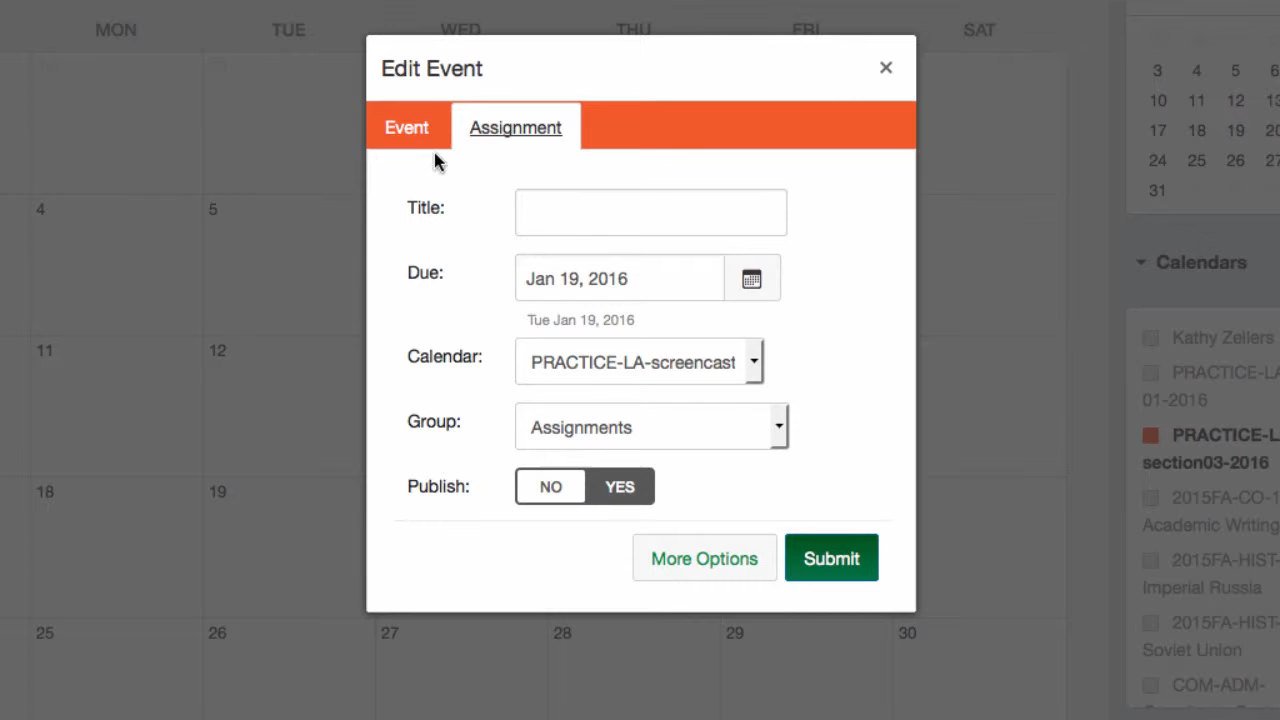 MON TUE WED THU FRI SAT
Edit Event
Event Assignment
Title:
Due: Jan 19, 2016
Tue Jan 19, 2016
Calendar: PRACTICE-LA-screencast
Group: Assignments
Publish: NO YES
More Options Submit
4 5
11 12
18 19
25 26 27 28 29 30
3 4 5 6
10 11 12
17 18 19
24 25 26
31
Calendars
Kathy Zellers
PRACTICE-LA
01-2016
PRACTICE-L
section03-2016
2015FA-CO-1
Academic Writing
2015FA-HIST-
Imperial Russia
2015FA-HIST-
Soviet Union
COM-ADM-